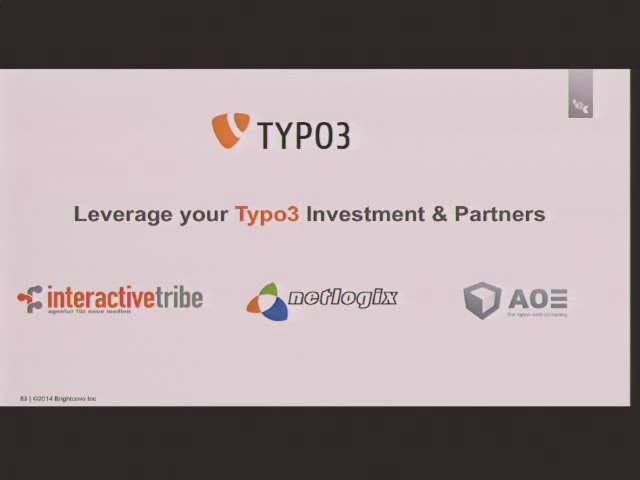 TYPO3
Leverage your Typo3 Investment & Partners
interactivetribe
agentur für neue medien
netlogix
AOE
the open web company
83 | ©2014 Brightcove Inc